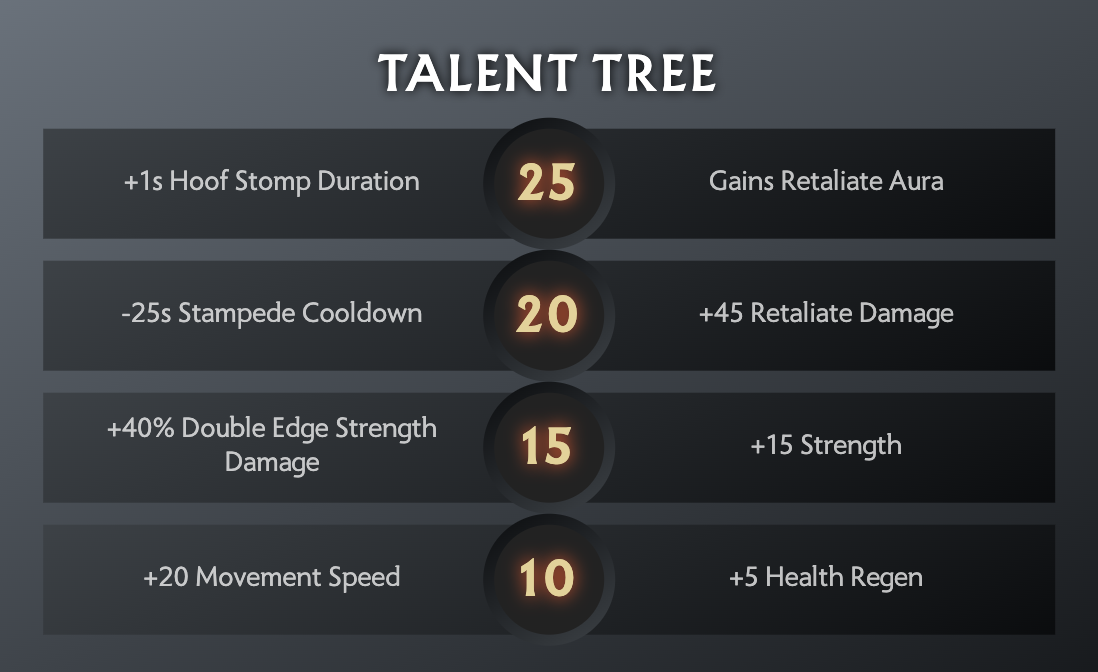 TALENT TREE
+1s Hoof Stomp Duration
25
Gains Retaliate Aura
-25s Stampede Cooldown
20
+45 Retaliate Damage
+40% Double Edge Strength
Damage
15
+15 Strength
+20 Movement Speed
10
+5 Health Regen